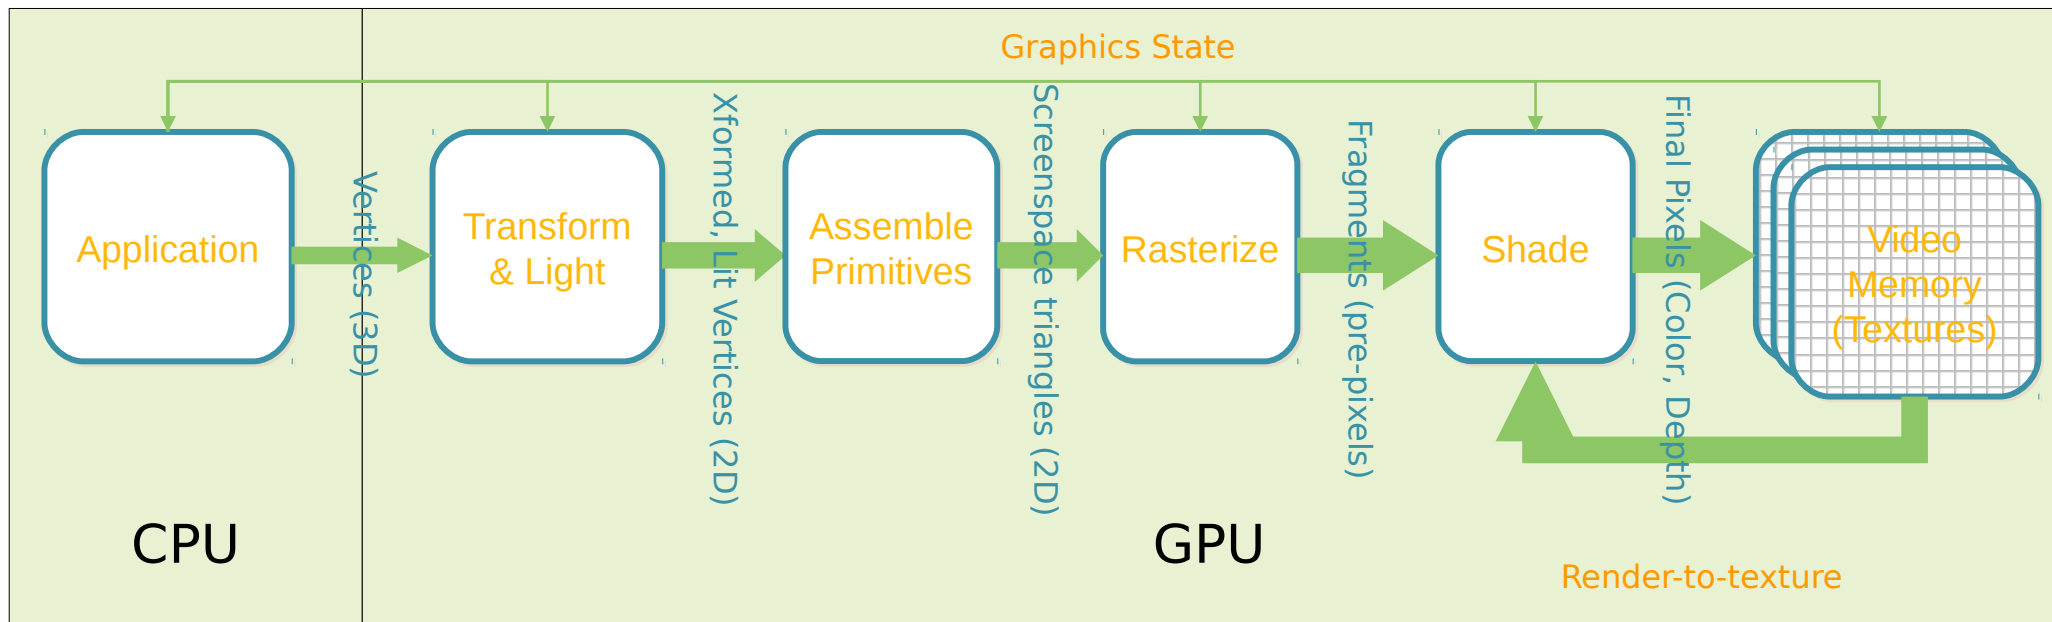 Graphics State
Application
Vertices (3D)
Transform
& Light
Xformed, Lit Vertices (2D)
Assemble
Primitives
Screenspace triangles (2D)
Rasterize
Fragments (pre-pixels)
Shade
Final Pixels (Color, Depth)
Video
Memory
(Textures)
CPU
GPU
Render-to-texture